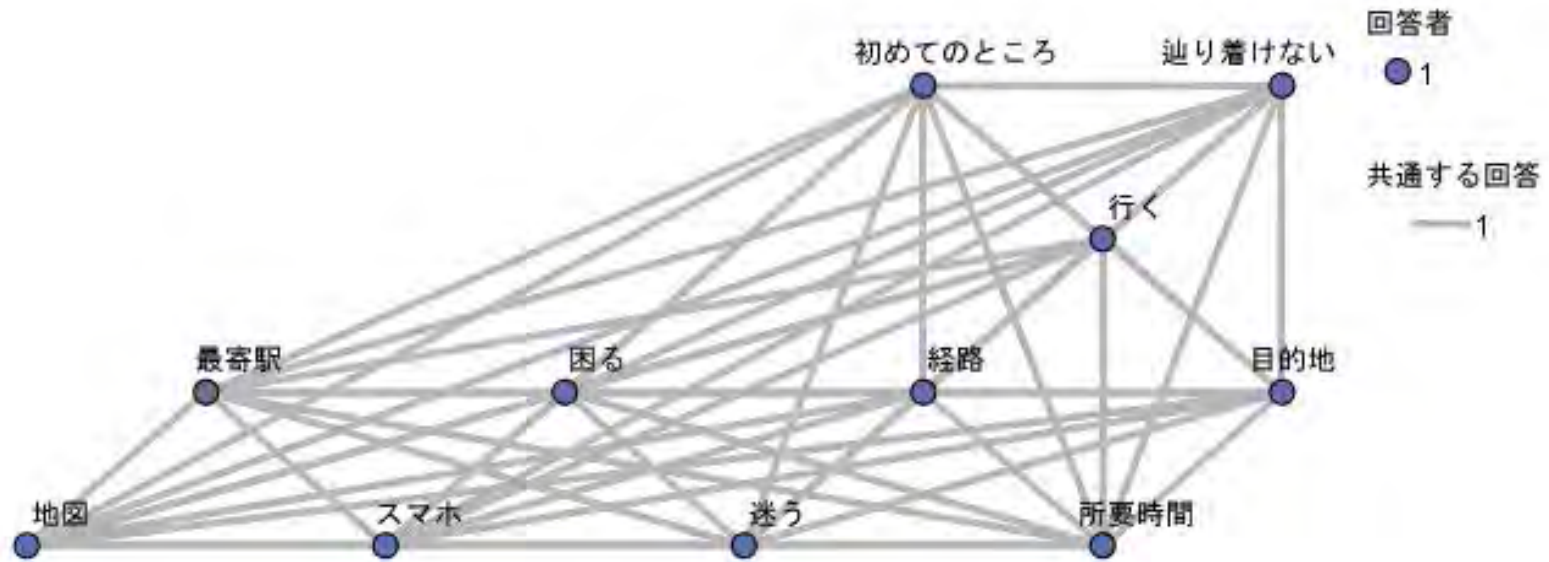 初めてのところ
辿り着けない
回答者
1
共通する回答
1
行く
最寄駅
困る
経路
目的地
地図
スマホ
迷う
所要時間